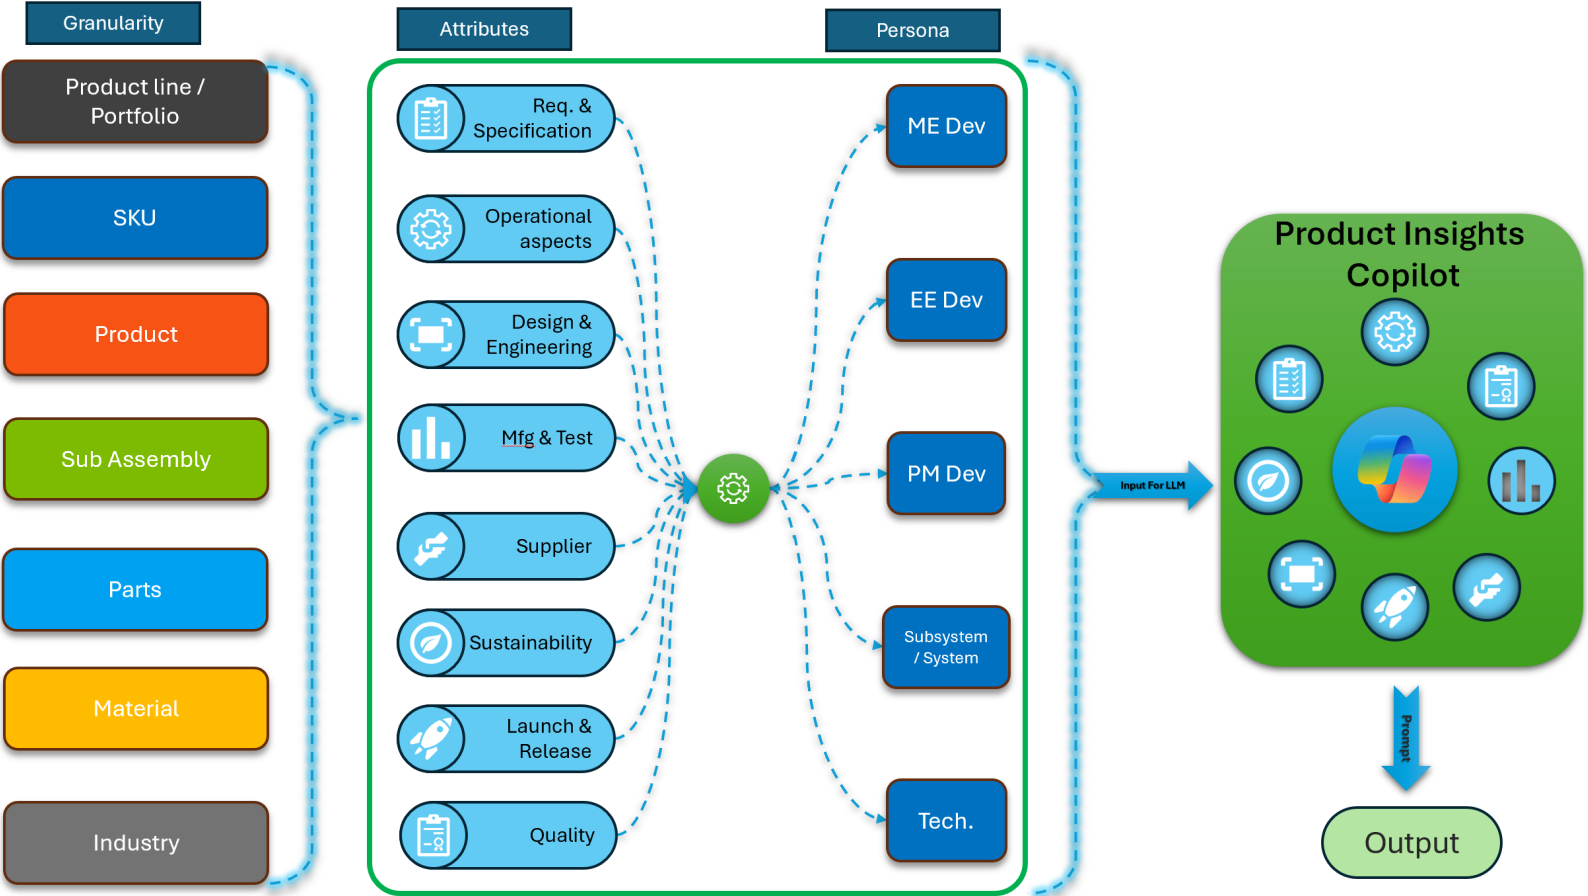 Granularity
Product line /
Portfolio
SKU
Product
Sub Assembly
Parts
Material
Industry
Attributes
Req. &
Specification
Operational
aspects
Design &
Engineering
Mfg & Test
Supplier
Sustainability
Launch &
Release
Quality
Persona
ME Dev
EE Dev
PM Dev
Subsystem
/ System
Tech.
Input For LLM
Product Insights
Copilot
Prompt
Output